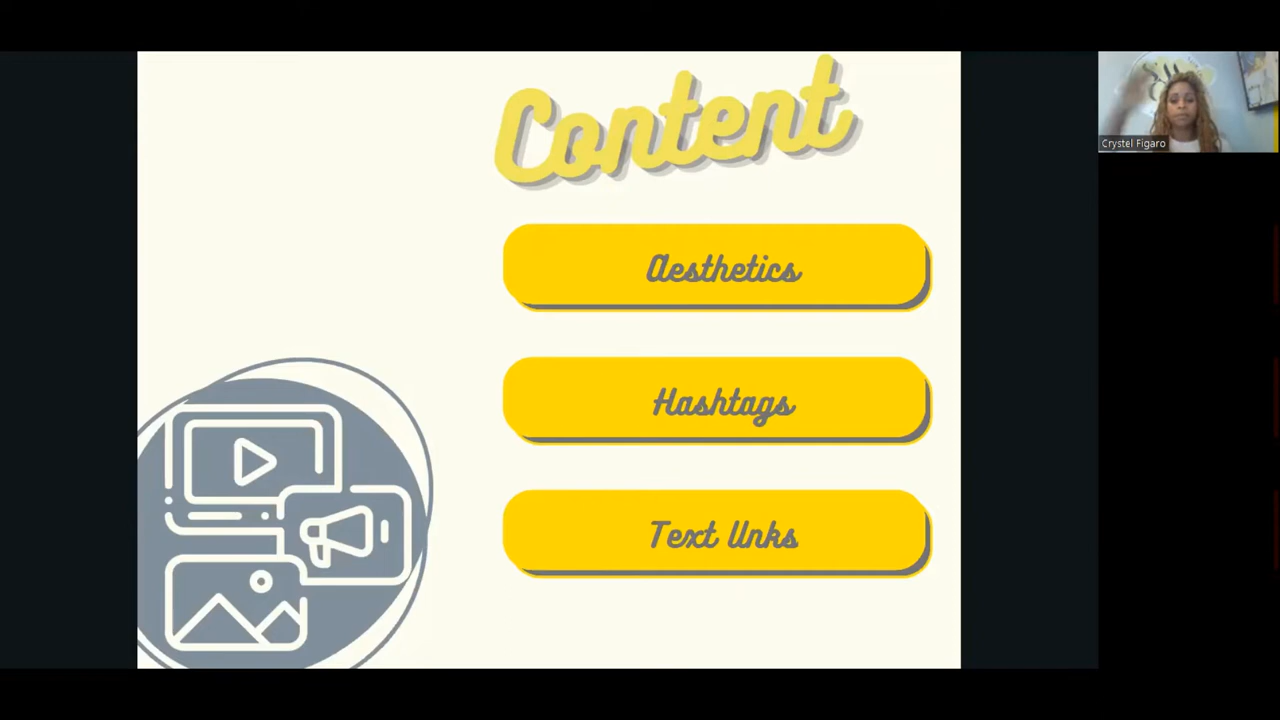 Content
Crystel Figaro
Aesthetics
Hashtags
Text Links